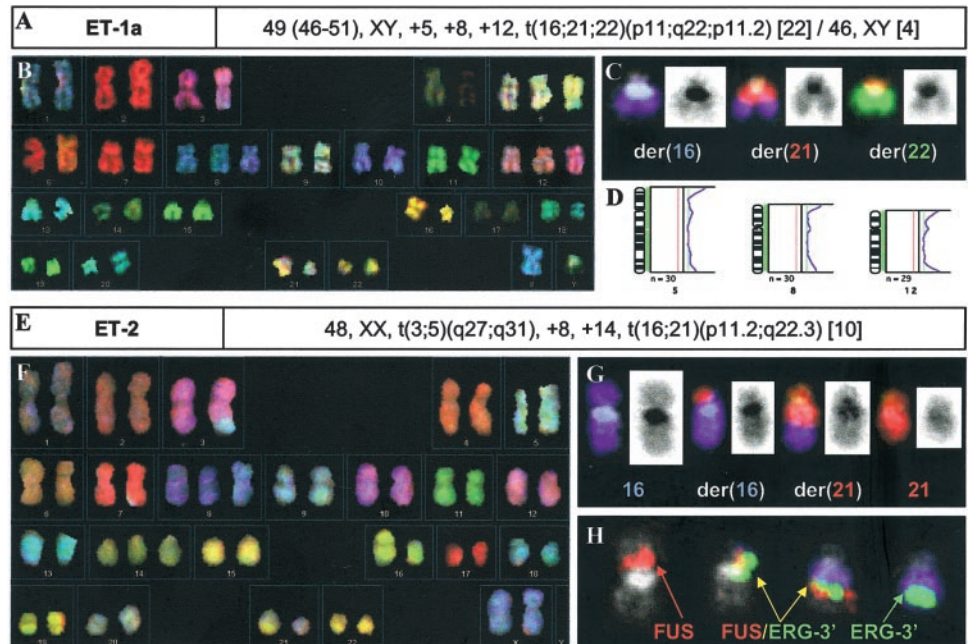 A ET-1a 49 (46-51), XY, +5, +8, +12, t(16;21;22)(p11;q22;p11.2) [22] / 46, XY [4]
B
1 2 3 4 5
6 7 8 9 10 11 12
13 14 15 16 17 18
19 20 21 22 X Y
C
der(16) der(21) der(22)
D
n = 30 n = 30 n = 29
5 8 12
E ET-2 48, XX, t(3;5)(q27;q31), +8, +14, t(16;21)(p11.2;q22.3) [10]
F
1 2 3 4 5
6 7 8 9 10 11 12
13 14 15 16 17 18
19 20 21 22 X Y
G
16 der(16) der(21) 21
H
FUS FUS/ERG-3' ERG-3'